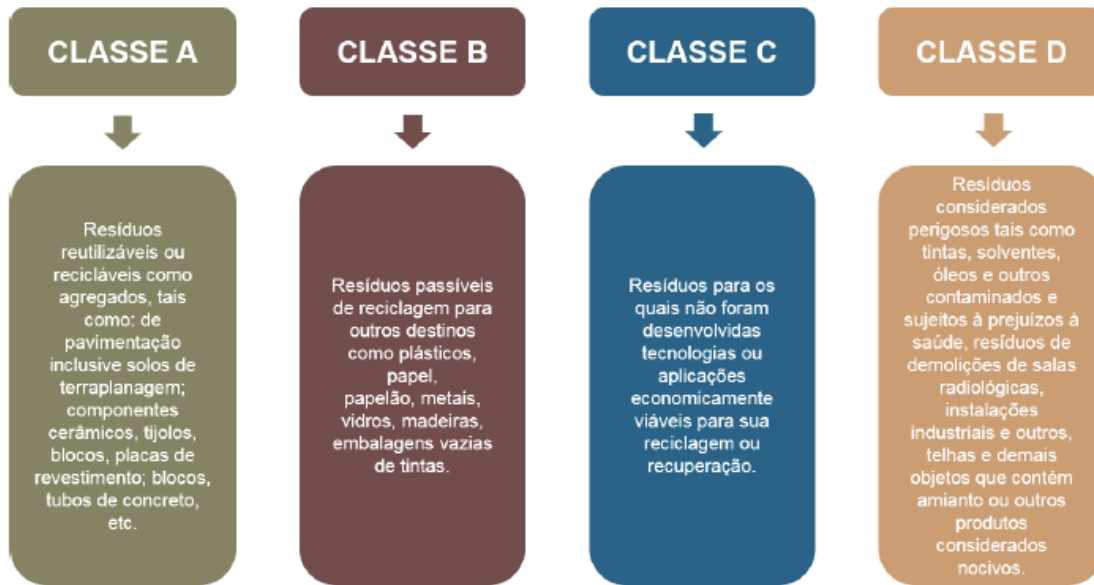 CLASSE A
Resíduos
reutilizáveis ou
recicláveis como
agregados, tais
como: de
pavimentação
inclusive solos de
terraplanagem;
componentes
cerâmicos, tijolos,
blocos, placas de
revestimento; blocos,
tubos de concreto,
etc.
CLASSE B
Resíduos passíveis
de reciclagem para
outros destinos
como plásticos,
papel,
papelão, metais,
vidros, madeiras,
embalagens vazias
de tintas.
CLASSE C
Resíduos para os
quais não foram
desenvolvidas
tecnologias ou
aplicações
economicamente
viáveis para sua
reciclagem ou
recuperação.
CLASSE D
Resíduos
considerados
perigosos tais como
tintas, solventes,
óleos e outros
contaminados e
sujeitos à prejuízos à
saúde, resíduos de
demolições de salas
radiológicas,
instalações
industriais e outros,
telhas e demais
objetos que contém
amianto ou outros
produtos
considerados
nocivos.